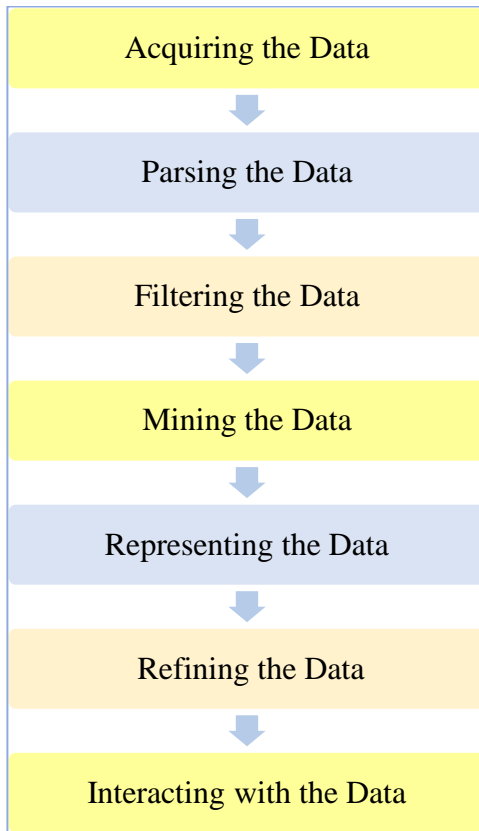 Acquiring the Data
Parsing the Data
Filtering the Data
Mining the Data
Representing the Data
Refining the Data
Interacting with the Data